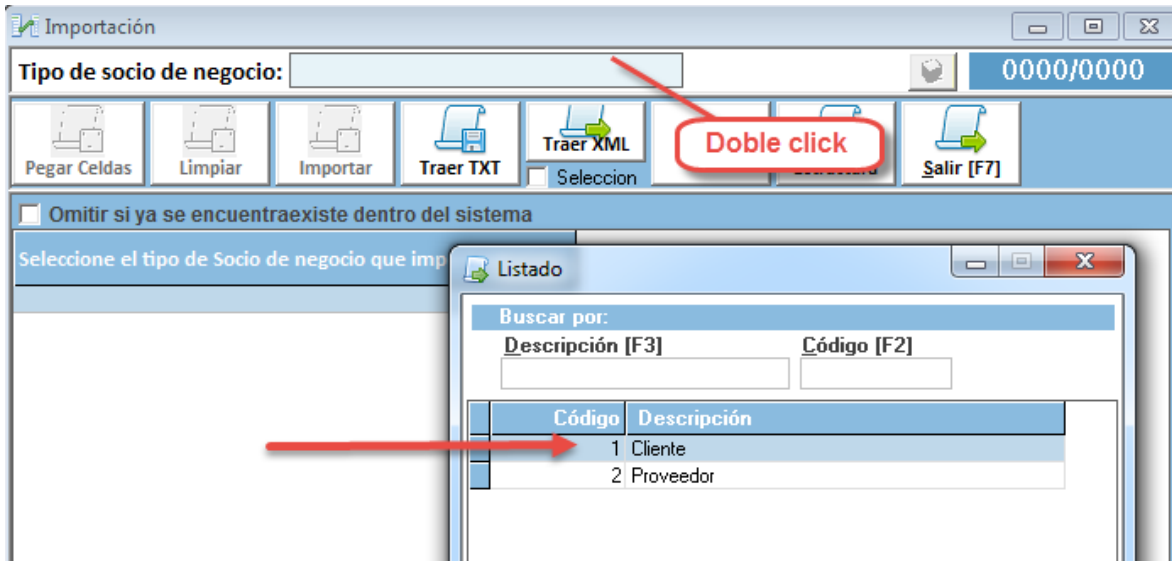 Importación
Tipo de socio de negocio:
0000/0000
Pegar Celdas
Limpiar
Importar
Traer TXT
Traer XML
Seleccion
Doble click
Salir [F7]
Omitir si ya se encuentraexiste dentro del sistema
Seleccione el tipo de Socio de negocio que imp
Listado
Buscar por:
Descripción [F3] Código [F2]
Código Descripción
1 Cliente
2 Proveedor